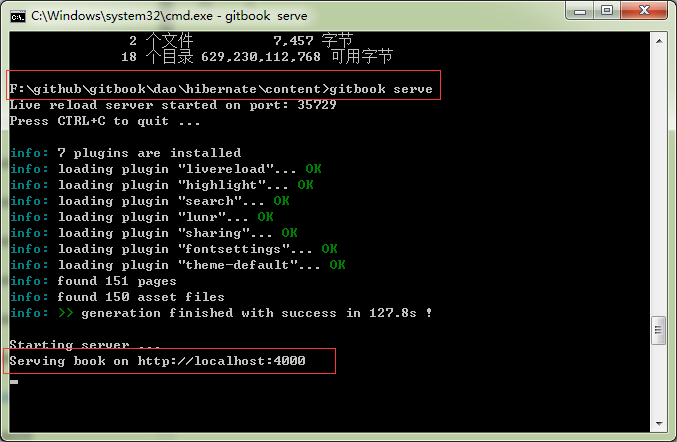 C:\Windows\system32\cmd.exe - gitbook serve
2 个文件 7,457 字节
18 个目录 629,230,112,768 可用字节
F:\github\gitbook\dao\hibernate\content>gitbook serve
Live reload server started on port: 35729
Press CTRL+C to quit ...
info: 7 plugins are installed
info: loading plugin "livereload"... OK
info: loading plugin "highlight"... OK
info: loading plugin "search"... OK
info: loading plugin "lunr"... OK
info: loading plugin "sharing"... OK
info: loading plugin "fontsettings"... OK
info: loading plugin "theme-default"... OK
info: found 151 pages
info: found 150 asset files
info: >> generation finished with success in 127.8s !
Starting server ...
Serving book on http://localhost:4000